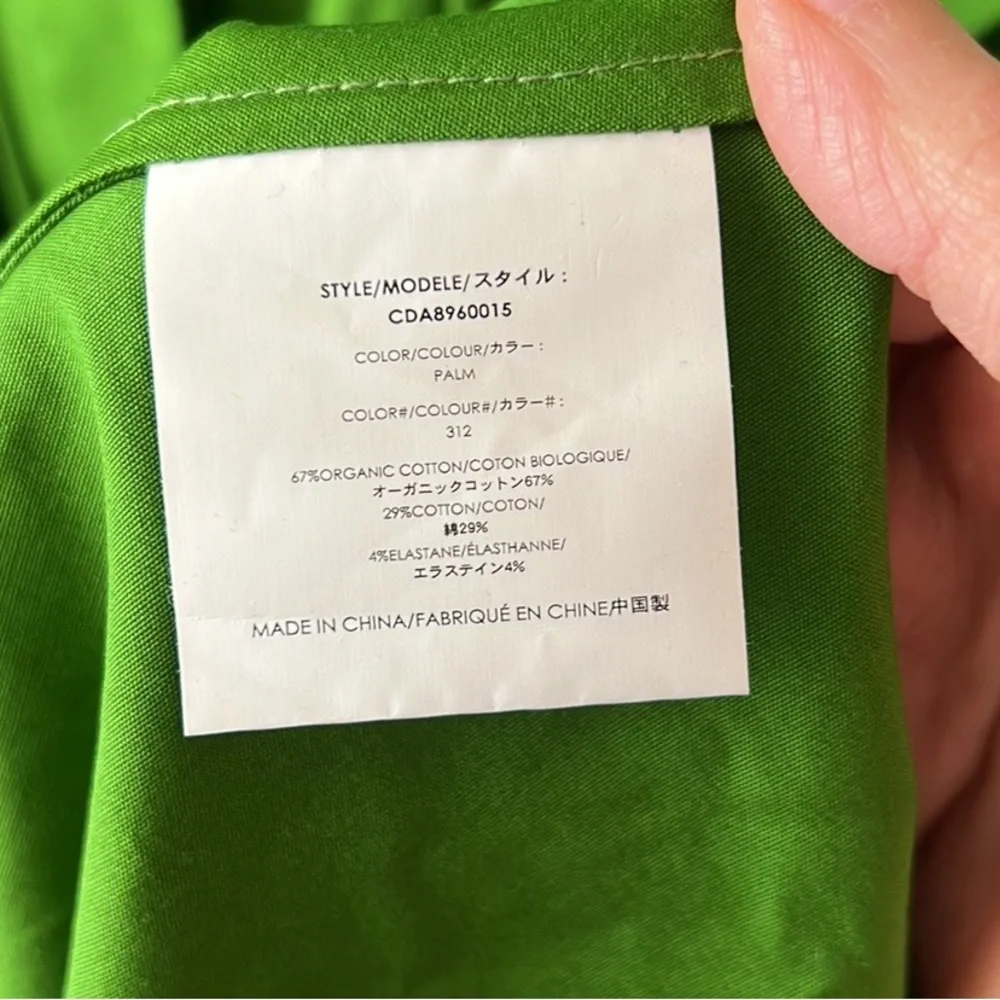 STYLE/MODELE/スタイル :
CDA8960015
COLOR/COLOUR/カラー :
PALM
COLOR#/COLOUR#/カラー#:
312
67%ORGANIC COTTON/COTON BIOLOGIQUE/
オーガニックコットン67%
29%COTTON/COTON/
綿29%
4%ELASTANE/ÉLASTHANNE/
エラステイン4%
MADE IN CHINA/FABRIQUÉ EN CHINE/中国製